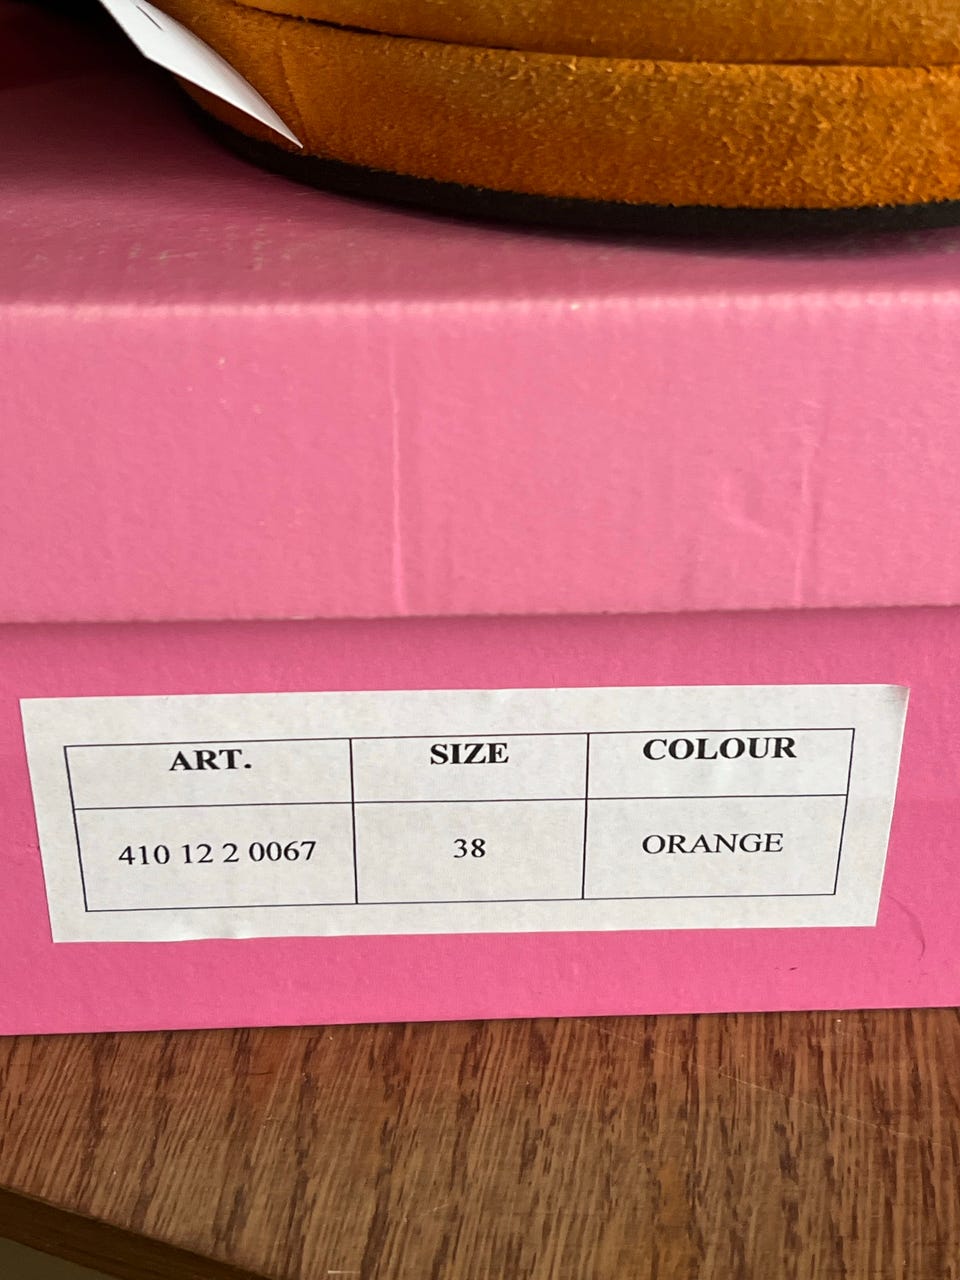 ART. SIZE COLOUR
410 12 2 0067 38 ORANGE